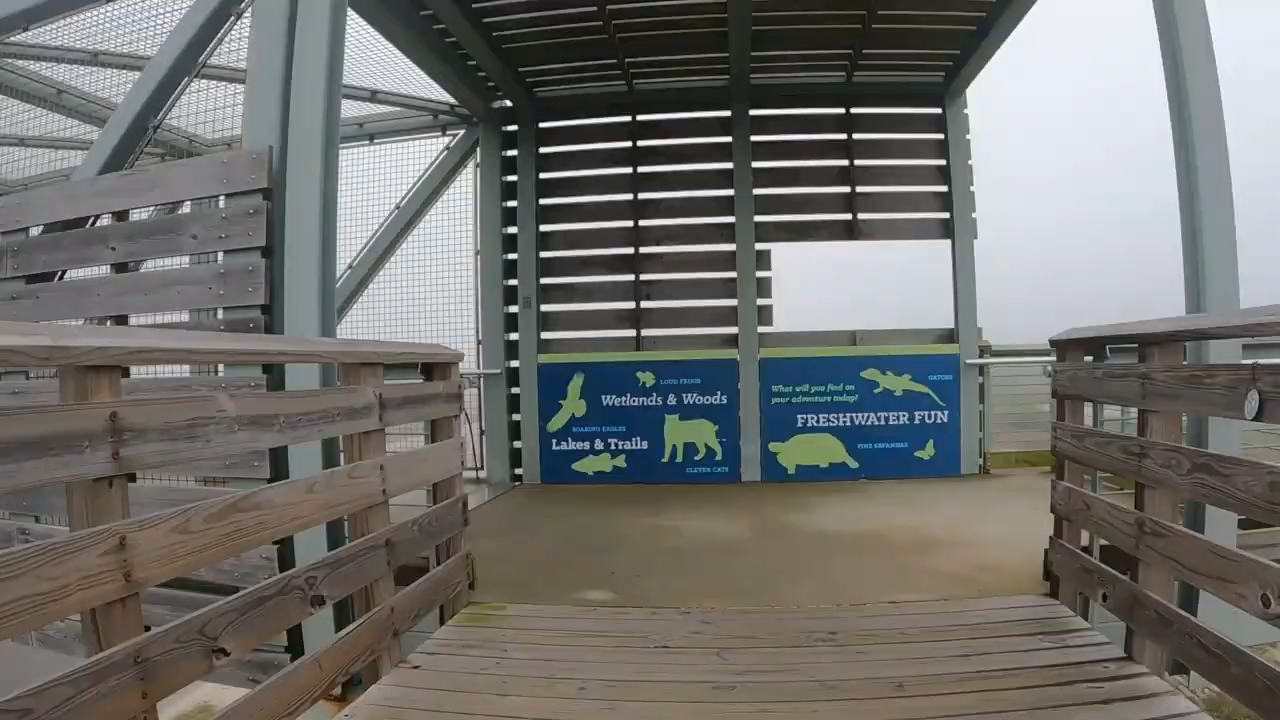 LOUD FROGS
Wetlands & Woods
SOARING EAGLES
Lakes & Trails
CLEVER CATS
What will you find on
your adventure today?
GATORS
FRESHWATER FUN
PINE SAVANNAS